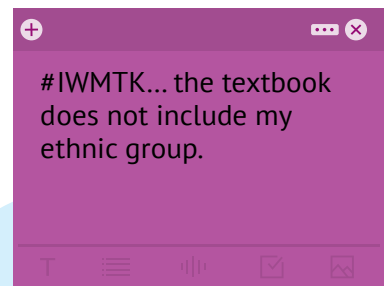 #IWMTK... the textbook
does not include my
ethnic group.